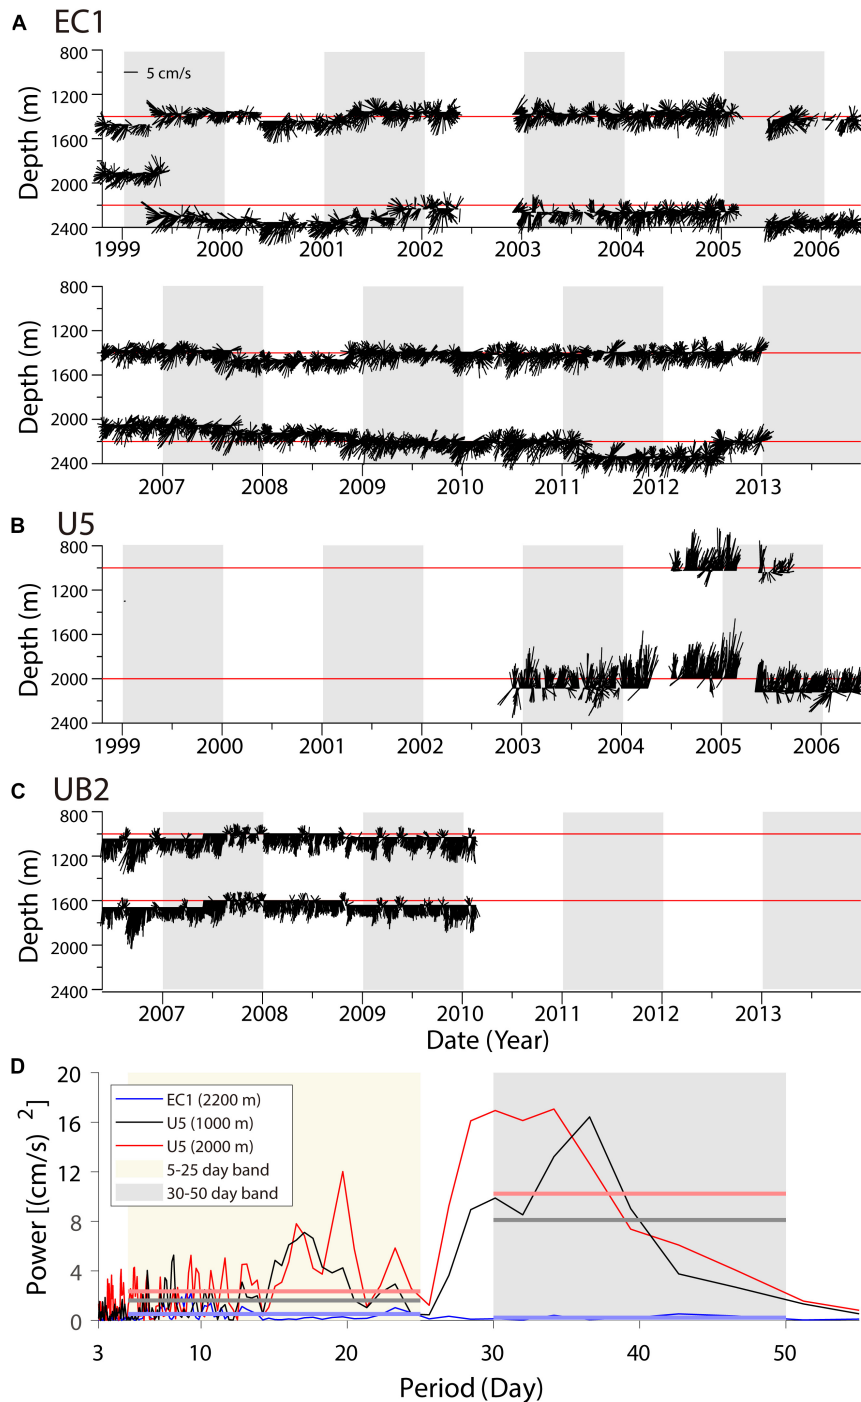 A EC1
800
5 cm/s
1200
1600
2000
2400
Depth (m)
1999 2000 2001 2002 2003 2004 2005 2006
800
1200
1600
2000
2400
Depth (m)
2007 2008 2009 2010 2011 2012 2013
B U5
800
1200
1600
2000
2400
Depth (m)
1999 2000 2001 2002 2003 2004 2005 2006
C UB2
800
1200
1600
2000
2400
Depth (m)
2007 2008 2009 2010 2011 2012 2013
Date (Year)
D
20
16
12
8
4
0
Power [(cm/s) 2]
EC1 (2200 m)
U5 (1000 m)
U5 (2000 m)
5-25 day band
30-50 day band
3 10 20 30 40 50
Period (Day)